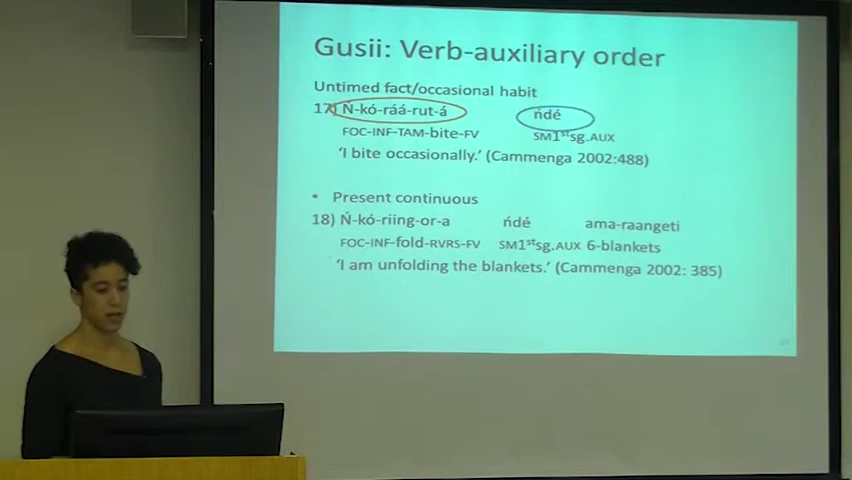 Gusii: Verb-auxiliary order
Untimed fact/occasional habit
17) Ń-kó-ráá-rut-á ńdé
FOC-INF-TAM-bite-FV SM1stsg.AUX
'I bite occasionally.' (Cammenga 2002:488)
• Present continuous
18) Ń-kó-riing-or-a ńdé ama-raangeti
FOC-INF-fold-RVRS-FV SM1stsg.AUX 6-blankets
'I am unfolding the blankets.' (Cammenga 2002: 385)